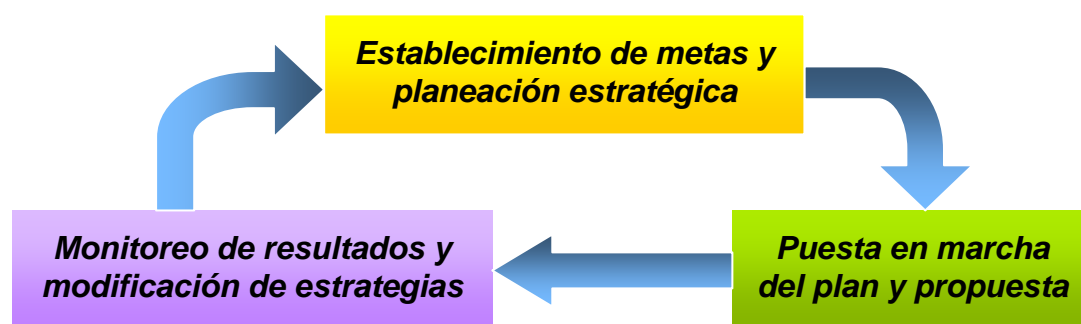 Establecimiento de metas y
planeación estratégica
Puesta en marcha
del plan y propuesta
Monitoreo de resultados y
modificación de estrategias